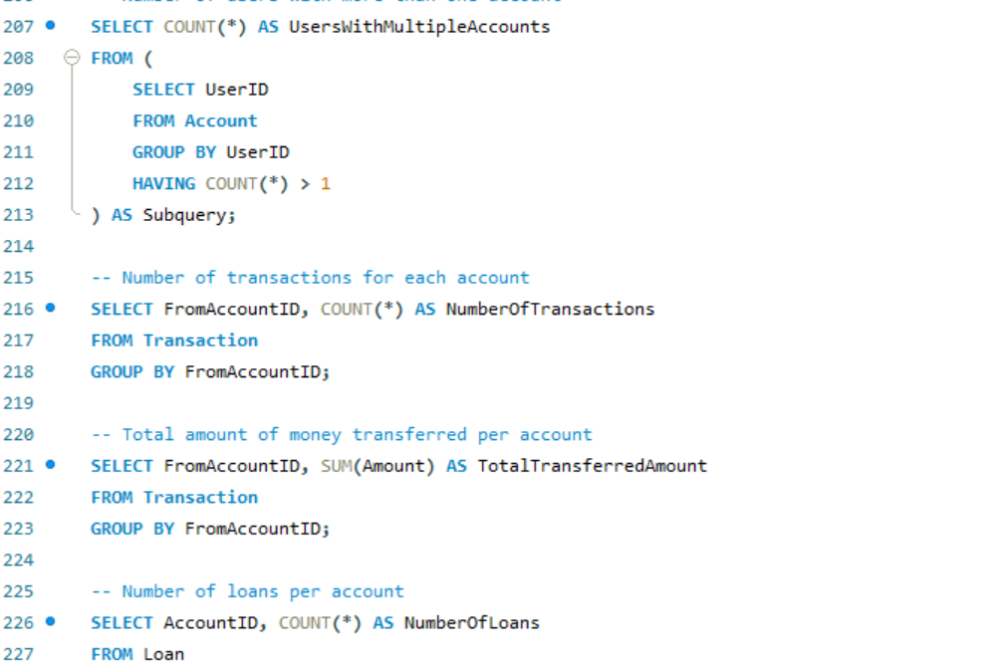 207 SELECT COUNT(*) AS UsersWithMultipleAccounts
208 FROM (
209 SELECT UserID
210 FROM Account
211 GROUP BY UserID
212 HAVING COUNT(*) > 1
213 ) AS Subquery;
214
215 -- Number of transactions for each account
216 SELECT FromAccountID, COUNT(*) AS NumberOfTransactions
217 FROM Transaction
218 GROUP BY FromAccountID;
219
220 -- Total amount of money transferred per account
221 SELECT FromAccountID, SUM(Amount) AS TotalTransferredAmount
222 FROM Transaction
223 GROUP BY FromAccountID;
224
225 -- Number of loans per account
226 SELECT AccountID, COUNT(*) AS NumberOfLoans
227 FROM Loan